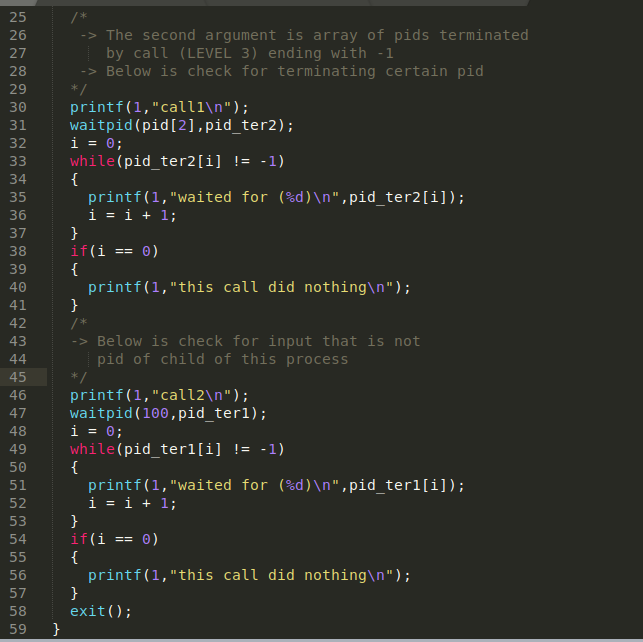 25 /*
26 -> The second argument is array of pids terminated
27 by call (LEVEL 3) ending with -1
28 -> Below is check for terminating certain pid
29 */
30 printf(1,"call1\n");
31 waitpid(pid[2],pid_ter2);
32 i = 0;
33 while(pid_ter2[i] != -1)
34 {
35 printf(1,"waited for (%d)\n",pid_ter2[i]);
36 i = i + 1;
37 }
38 if(i == 0)
39 {
40 printf(1,"this call did nothing\n");
41 }
42 /*
43 -> Below is check for input that is not
44 pid of child of this process
45 */
46 printf(1,"call2\n");
47 waitpid(100,pid_ter1);
48 i = 0;
49 while(pid_ter1[i] != -1)
50 {
51 printf(1,"waited for (%d)\n",pid_ter1[i]);
52 i = i + 1;
53 }
54 if(i == 0)
55 {
56 printf(1,"this call did nothing\n");
57 }
58 exit();
59 }